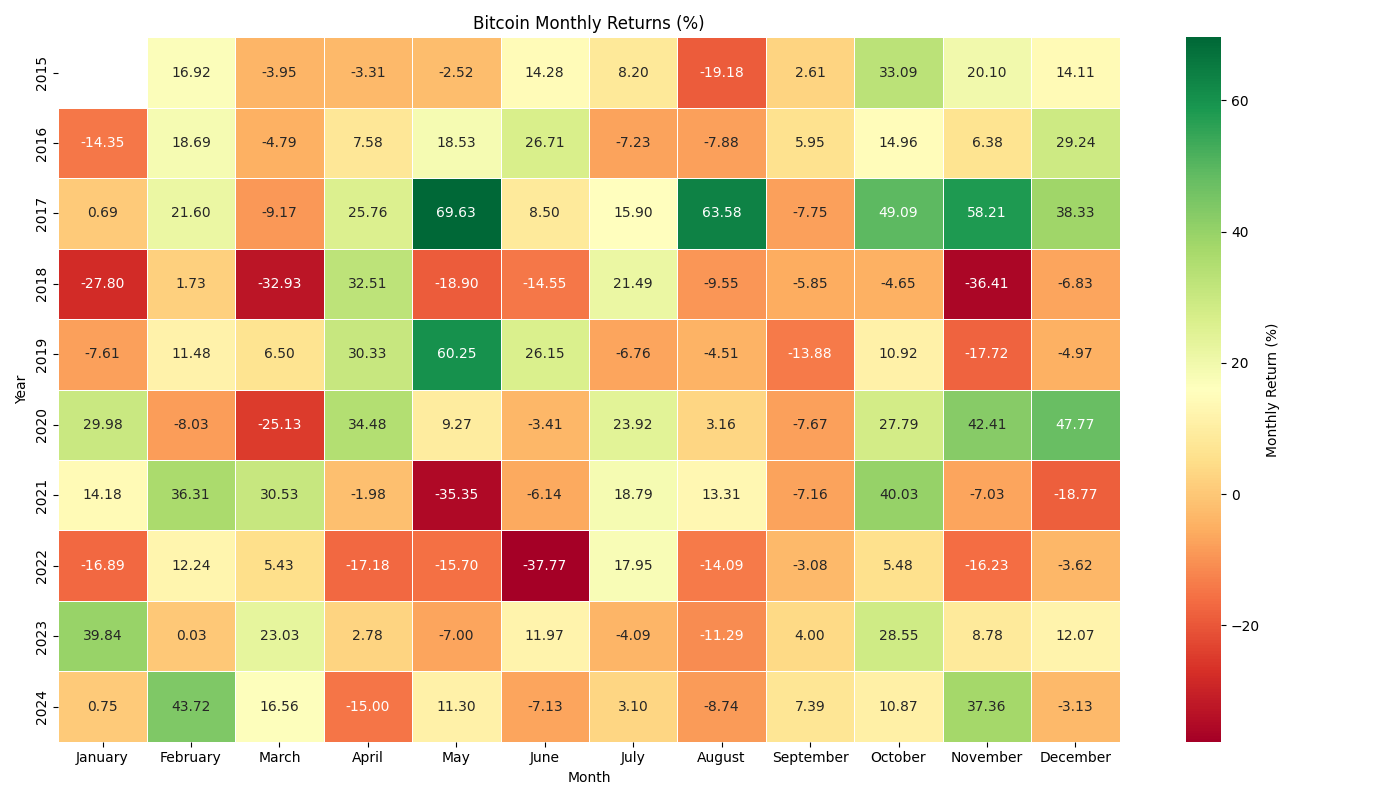 Bitcoin Monthly Returns (%)
2015 16.92 -3.95 -3.31 -2.52 14.28 8.20 -19.18 2.61 33.09 20.10 14.11
2016 -14.35 18.69 -4.79 7.58 18.53 26.71 -7.23 -7.88 5.95 14.96 6.38 29.24
2017 0.69 21.60 -9.17 25.76 69.63 8.50 15.90 63.58 -7.75 49.09 58.21 38.33
2018 -27.80 1.73 -32.93 32.51 -18.90 -14.55 21.49 -9.55 -5.85 -4.65 -36.41 -6.83
2019 -7.61 11.48 6.50 30.33 60.25 26.15 -6.76 -4.51 -13.88 10.92 -17.72 -4.97
2020 29.98 -8.03 -25.13 34.48 9.27 -3.41 23.92 3.16 -7.67 27.79 42.41 47.77
2021 14.18 36.31 30.53 -1.98 -35.35 -6.14 18.79 13.31 -7.16 40.03 -7.03 -18.77
2022 -16.89 12.24 5.43 -17.18 -15.70 -37.77 17.95 -14.09 -3.08 5.48 -16.23 -3.62
2023 39.84 0.03 23.03 2.78 -7.00 11.97 -4.09 -11.29 4.00 28.55 8.78 12.07
2024 0.75 43.72 16.56 -15.00 11.30 -7.13 3.10 -8.74 7.39 10.87 37.36 -3.13
January February March April May June July August September October November December
Month
Year
60
40
20
0
−20
Monthly Return (%)